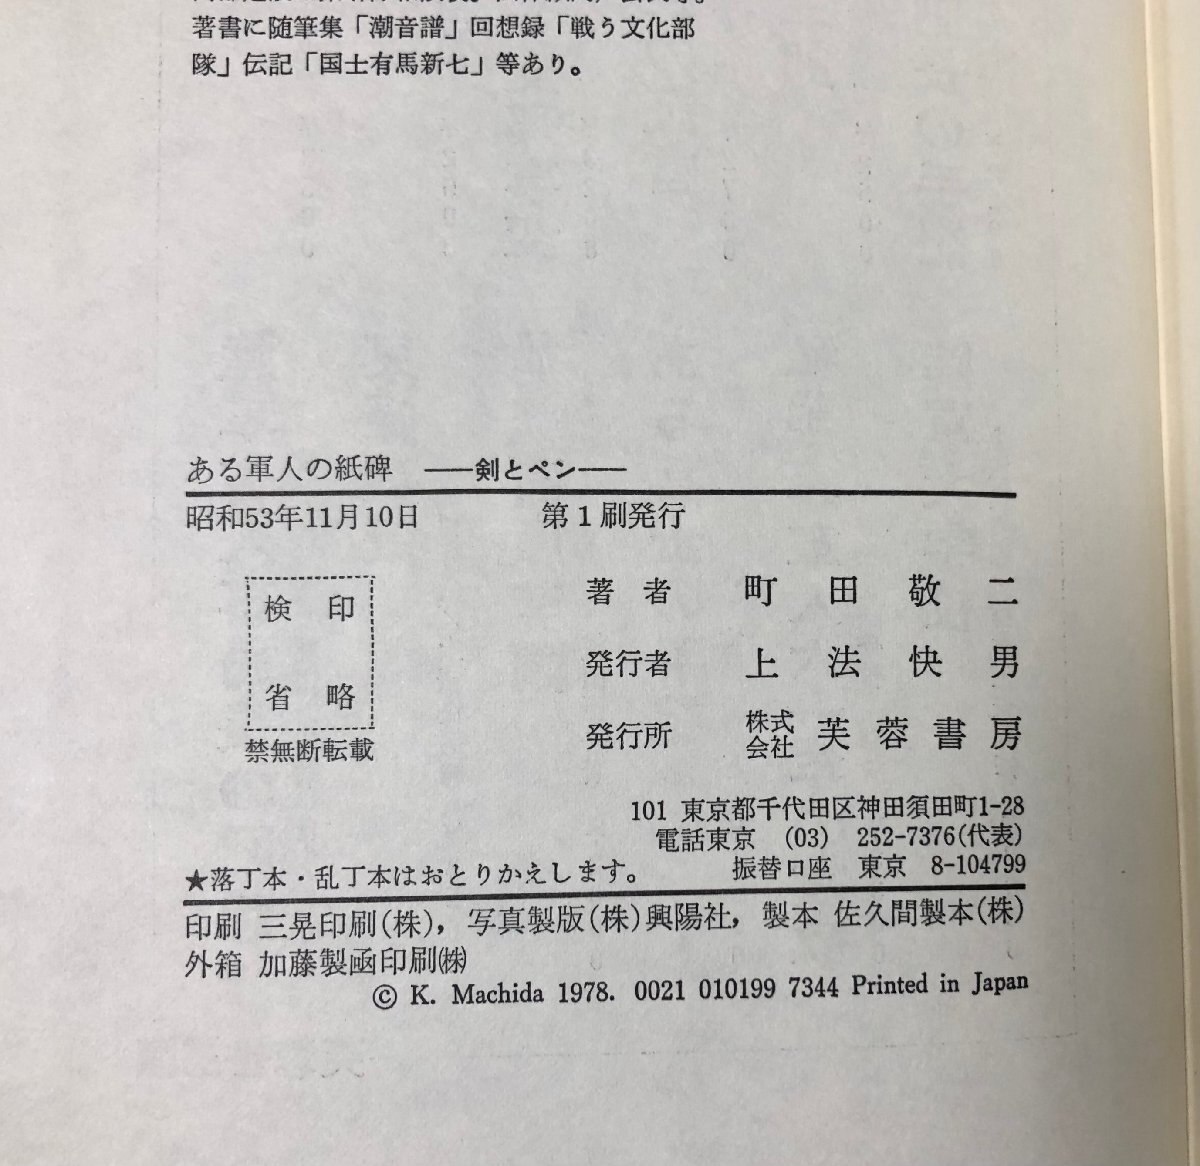 著書に随筆集「潮音譜」回想録「戦う文化部
隊」伝記「国士有馬新七」等あり。
ある軍人の紙碑 ――剣とペン――
昭和53年11月10日 第1刷発行
検印
省略
禁無断転載
著者 町田敬二
発行者 上法快男
発行所 株式会社 芙蓉書房
101 東京都千代田区神田須田町1-28
電話東京 (03) 252-7376(代表)
振替口座 東京 8-104799
★落丁本・乱丁本はおとりかえします。
印刷 三晃印刷(株), 写真製版(株)興陽社, 製本 佐久間製本(株)
外箱 加藤製函印刷㈱
© K. Machida 1978. 0021 010199 7344 Printed in Japan